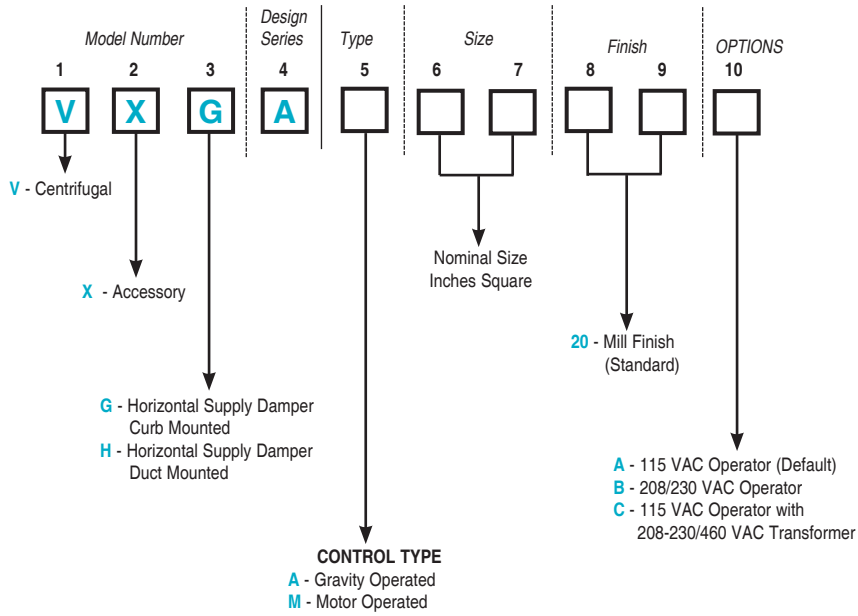 Model Number
Design
Series
Type
Size
Finish
OPTIONS
1 2 3 4 5 6 7 8 9 10
V X G A
V - Centrifugal
X - Accessory
G - Horizontal Supply Damper
Curb Mounted
H - Horizontal Supply Damper
Duct Mounted
CONTROL TYPE
A - Gravity Operated
M - Motor Operated
Nominal Size
Inches Square
20 - Mill Finish
(Standard)
A - 115 VAC Operator (Default)
B - 208/230 VAC Operator
C - 115 VAC Operator with
208-230/460 VAC Transformer